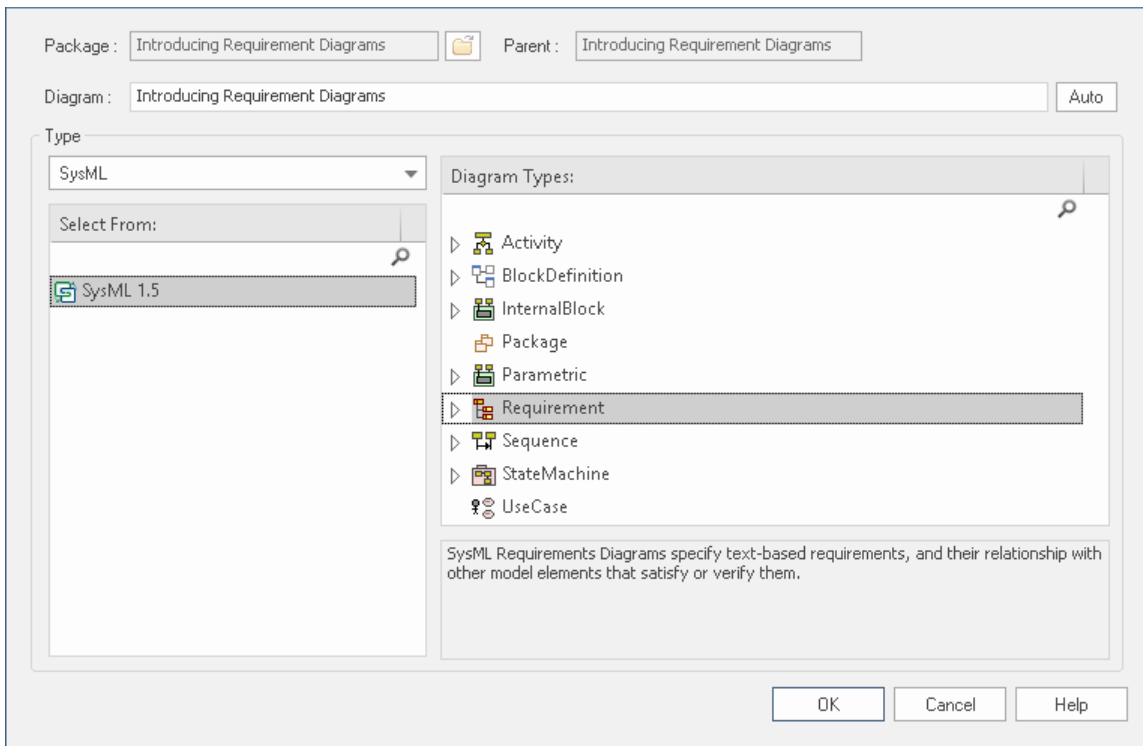 Package : Introducing Requirement Diagrams Parent : Introducing Requirement Diagrams
Diagram : Introducing Requirement Diagrams Auto
Type
SysML
Select From:
SysML 1.5
Diagram Types:
Activity
BlockDefinition
InternalBlock
Package
Parametric
Requirement
Sequence
StateMachine
UseCase
SysML Requirements Diagrams specify text-based requirements, and their relationship with
other model elements that satisfy or verify them.
OK Cancel Help